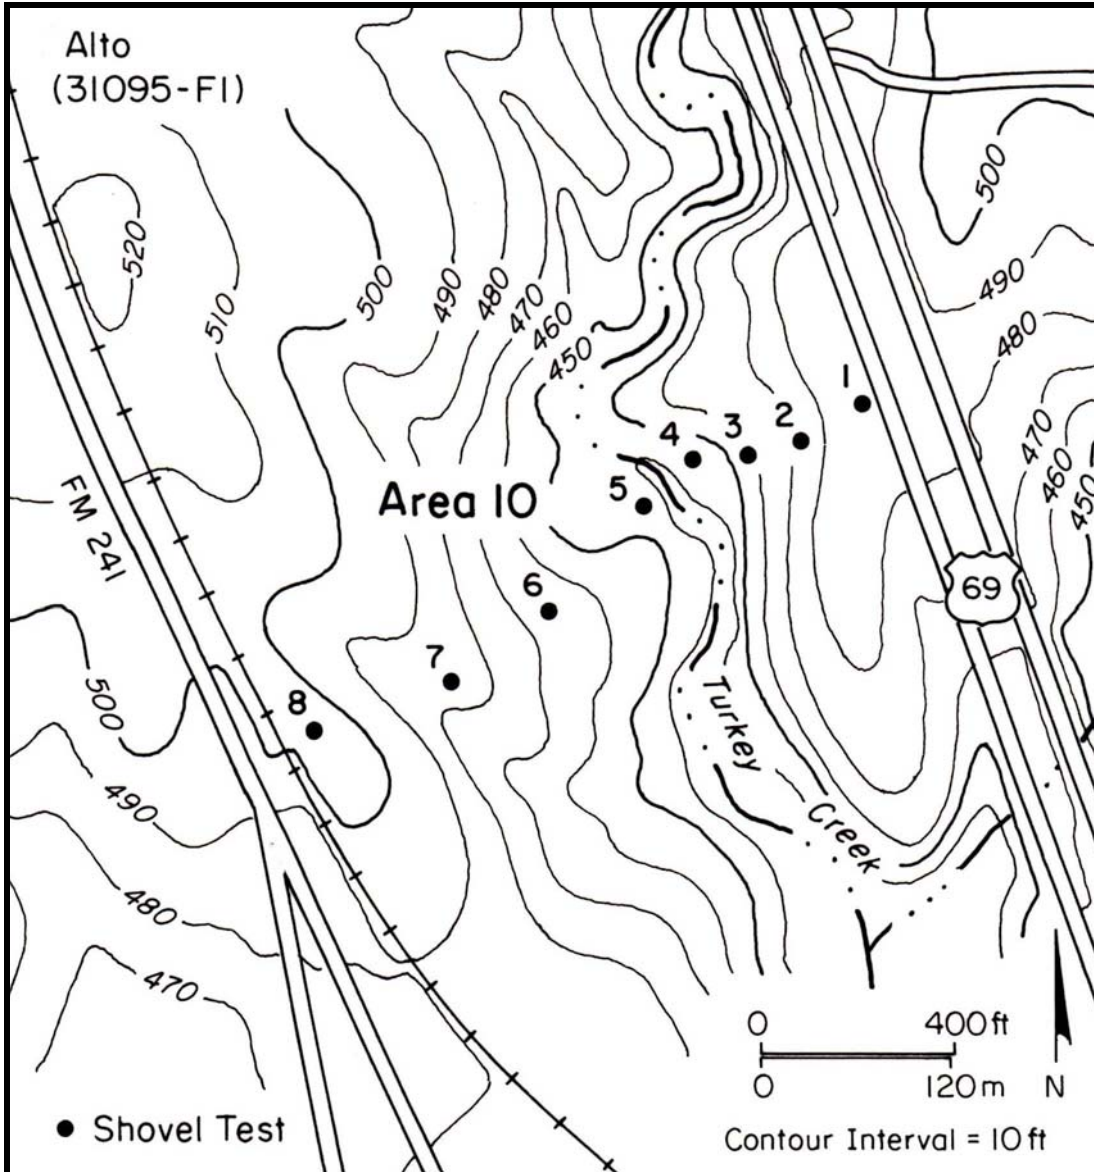 Alto
(31095-F1)
500
490
480
470
460
450
520
510
500
490
480
470
460
450
1
2
3
4
5
Area 10
FM 241
69
6
7
8
500
490
480
470
Turkey
Creek
0 400 ft
0 120 m N
● Shovel Test
Contour Interval = 10 ft